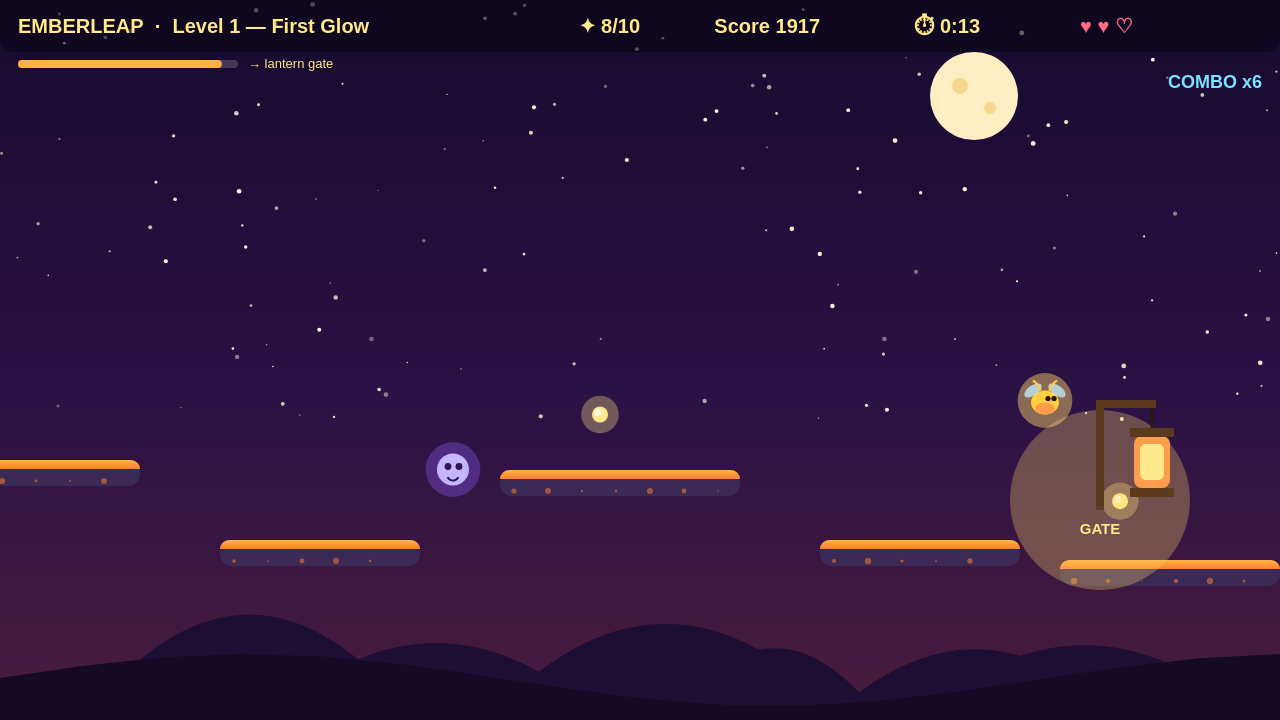 EMBERLEAP · Level 1 — First Glow
✦ 8/10
Score 1917
⏱ 0:13
♥ ♥ ♡
→ lantern gate
COMBO x6
GATE